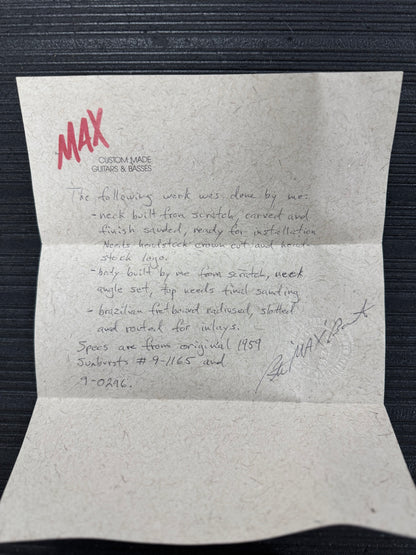 MAX
CUSTOM MADE
GUITARS & BASSES
The following work was done by me:
- neck built from scratch, carved and
finish sanded, ready for installation
Needs headstock crown cut and head-
stock logo.
- body built by me from scratch, neck
angle set, top needs final sanding
- brazilian fretboard radiused, slotted
and routed for inlays.
Specs are from original 1959
Sunbursts # 9-1165 and
9-0296.
"MAX"